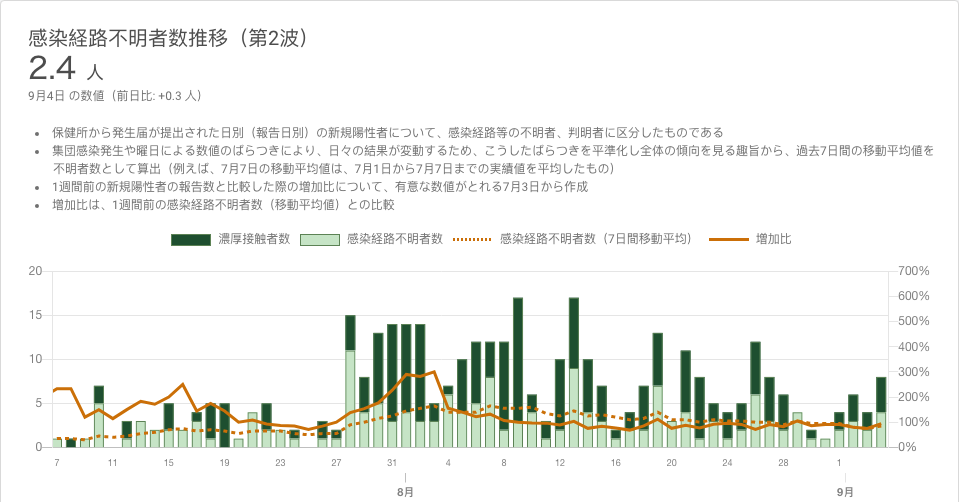 感染経路不明者数推移（第2波）
2.4 人
9月4日 の数値（前日比: +0.3 人）
• 保健所から発生届が提出された日別（報告日別）の新規陽性者について、感染経路等の不明者、判明者に区分したものである
• 集団感染発生や曜日による数値のばらつきにより、日々の結果が変動するため、こうしたばらつきを平準化し全体の傾向を見る趣旨から、過去7日間の移動平均値を
不明者数として算出（例えば、7月7日の移動平均値は、7月1日から7月7日までの実績値を平均したもの）
• 1週間前の新規陽性者の報告数と比較した際の増加比について、有意な数値がとれる7月3日から作成
• 増加比は、1週間前の感染経路不明者数（移動平均値）との比較
濃厚接触者数 感染経路不明者数 感染経路不明者数（7日間移動平均） 増加比
20 700%
600%
15 500%
400%
10 300%
5 200%
100%
0 0%
7 11 15 19 23 27 31 4 8 12 16 20 24 28 1
8月 9月